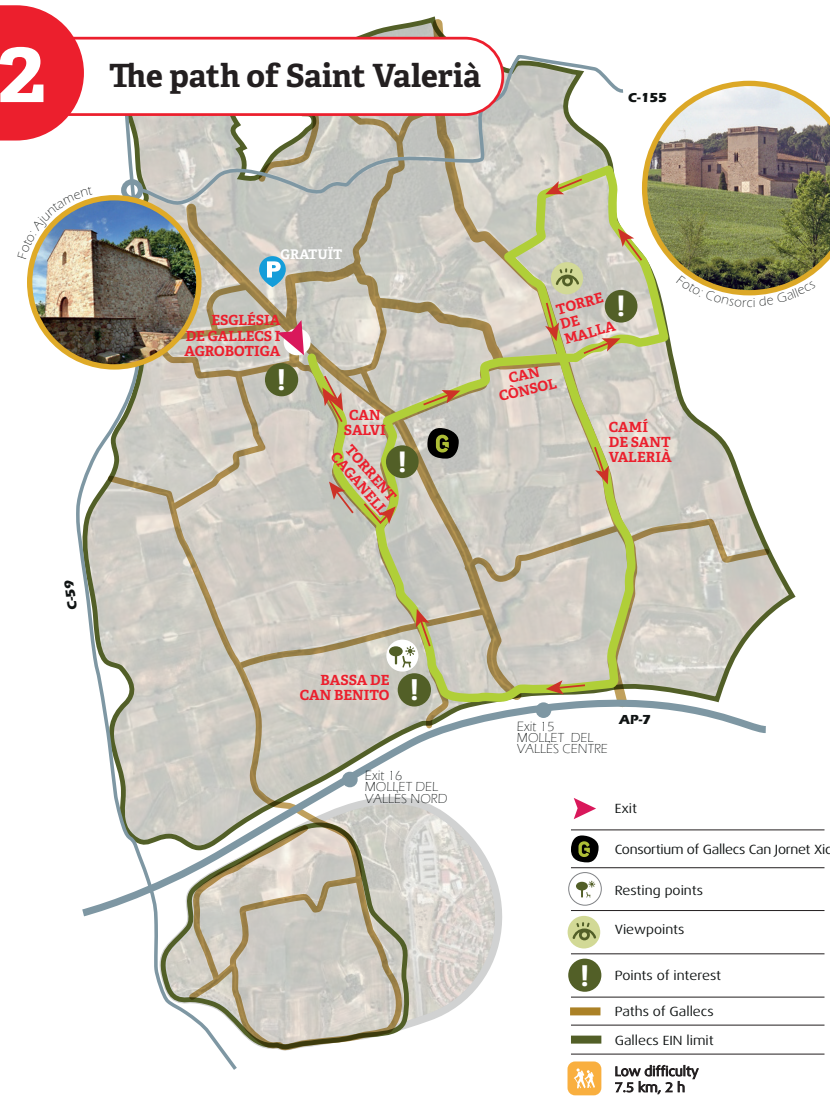 2
The path of Saint Valerià
C-155
Foto: Ajuntament
Foto: Consorci de Gallecs
P
GRATUÏT
ESGLÉSIA
DE GALLECS I
AGROBOTIGA
!
TORRE
DE
MALLA
!
CAN
CÒNSOL
CAN
SALVI
G
!
TORRENT
CAGANELL
CAMÍ
DE SANT
VALERIÀ
C-59
BASSA DE
CAN BENITO
!
AP-7
Exit 15
MOLLET DEL
VALLÈS CENTRE
Exit 16
MOLLET DEL
VALLÈS NORD
Exit
G
Consortium of Gallecs Can Jornet Xic
Resting points
Viewpoints
!
Points of interest
Paths of Gallecs
Gallecs EIN limit
Low difficulty
7.5 km, 2 h